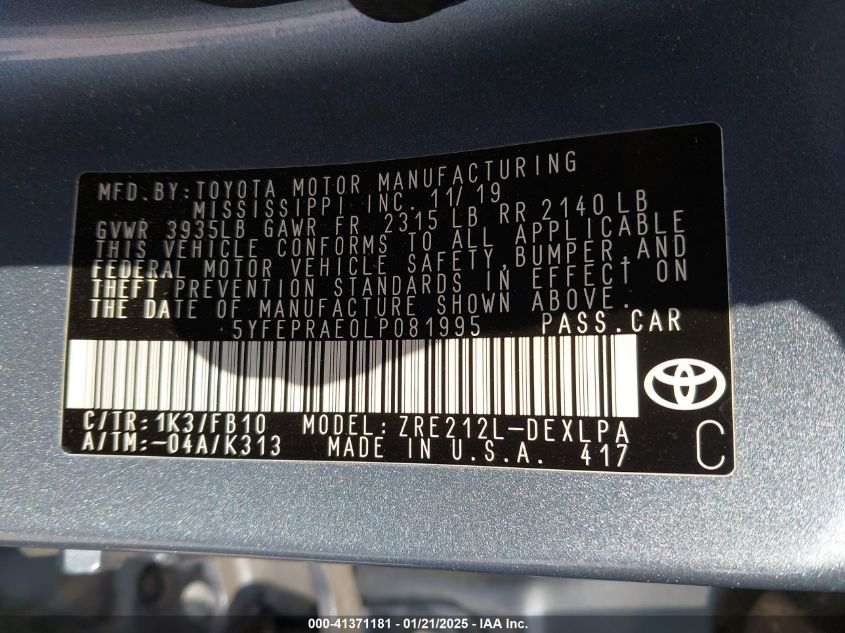 MFD.BY:TOYOTA MOTOR MANUFACTURING
MISSISSIPPI INC. 11/19
GVWR 3935LB GAWR FR 2315 LB RR 2140 LB
THIS VEHICLE CONFORMS TO ALL APPLICABLE
FEDERAL MOTOR VEHICLE SAFETY,BUMPER,AND
THEFT PREVENTION STANDARDS IN EFFECT ON
THE DATE OF MANUFACTURE SHOWN ABOVE.
5YFEPRAE0LP081995 PASS.CAR
C/TR:1K3/FB10 MODEL:ZRE212L-DEXLPA
A/TM:-04A/K313 MADE IN U.S.A. 417 C
000-41371181 / 01/21/2025 - IAA Inc.